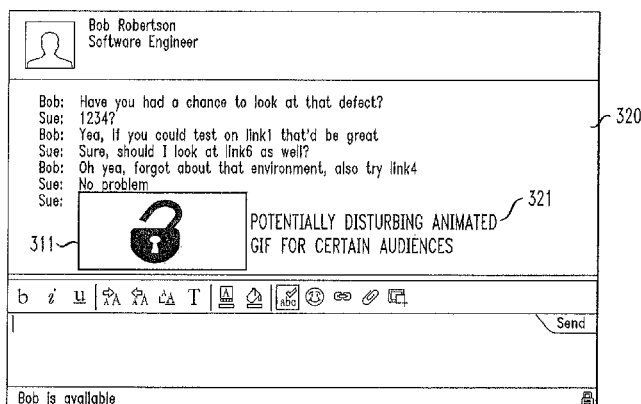 Bob Robertson
Software Engineer
Bob: Have you had a chance to look at that defect?
Sue: 1234?
Bob: Yea, if you could test on link1 that'd be great
Sue: Sure, should I look at link6 as well?
Bob: Oh yea, forgot about that environment, also try link4
Sue: No problem
Sue:
320
321
POTENTIALLY DISTURBING ANIMATED
GIF FOR CERTAIN AUDIENCES
311
b i u A A A T A abc
Send
Bob is available